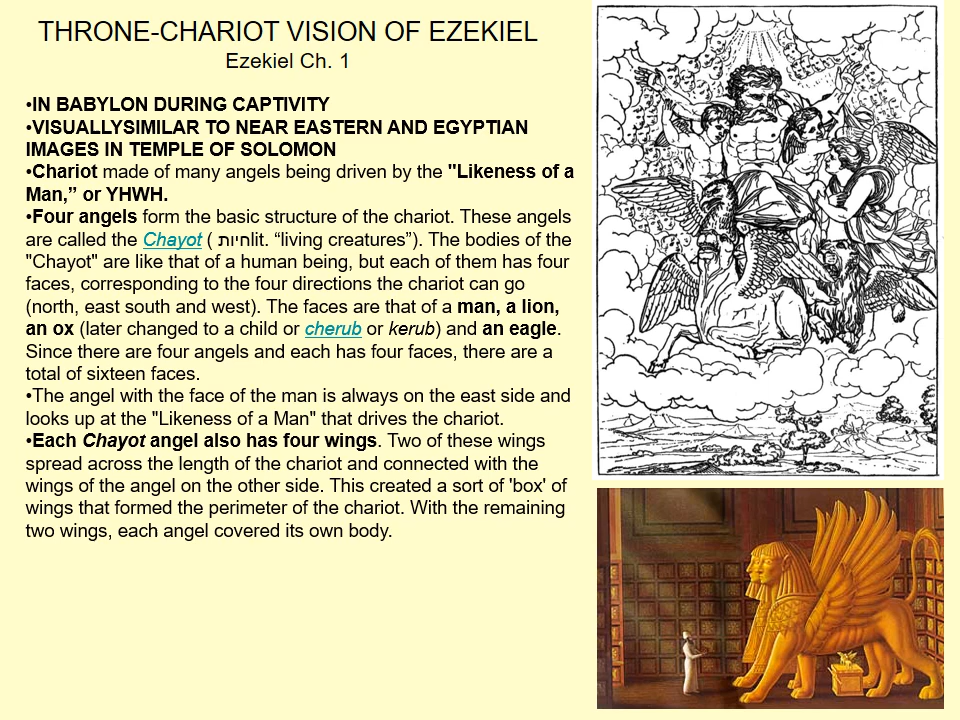 THRONE-CHARIOT VISION OF EZEKIEL
Ezekiel Ch. 1
•IN BABYLON DURING CAPTIVITY
•VISUALLYSIMILAR TO NEAR EASTERN AND EGYPTIAN
IMAGES IN TEMPLE OF SOLOMON
•Chariot made of many angels being driven by the "Likeness of a
Man,” or YHWH.
•Four angels form the basic structure of the chariot. These angels
are called the Chayot ( חיותlit. “living creatures”). The bodies of the
"Chayot" are like that of a human being, but each of them has four
faces, corresponding to the four directions the chariot can go
(north, east south and west). The faces are that of a man, a lion,
an ox (later changed to a child or cherub or kerub) and an eagle.
Since there are four angels and each has four faces, there are a
total of sixteen faces.
•The angel with the face of the man is always on the east side and
looks up at the "Likeness of a Man" that drives the chariot.
•Each Chayot angel also has four wings. Two of these wings
spread across the length of the chariot and connected with the
wings of the angel on the other side. This created a sort of 'box' of
wings that formed the perimeter of the chariot. With the remaining
two wings, each angel covered its own body.